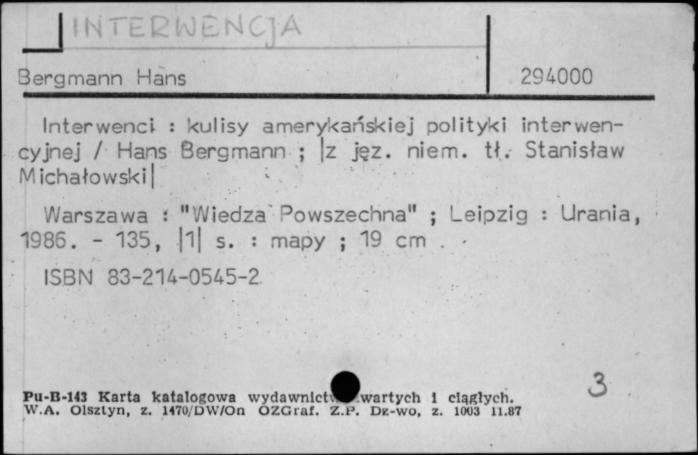 INTERWENCJA
Bergmann Hans 294000
Interwenci : kulisy amerykańskiej polityki interwen-
cyjnej / Hans Bergmann ; |z jęz. niem. tł. Stanisław
Michałowski|
Warszawa : "Wiedza Powszechna" ; Leipzig : Urania,
1986. - 135, |1| s. : mapy ; 19 cm .
ISBN 83-214-0545-2
3
Pu-B-143 Karta katalogowa wydawnictw wartych i ciągłych.
W.A. Olsztyn, z. 1470/DW/On OZGraf. Z.P. Dz-wo, z. 1003 11.87